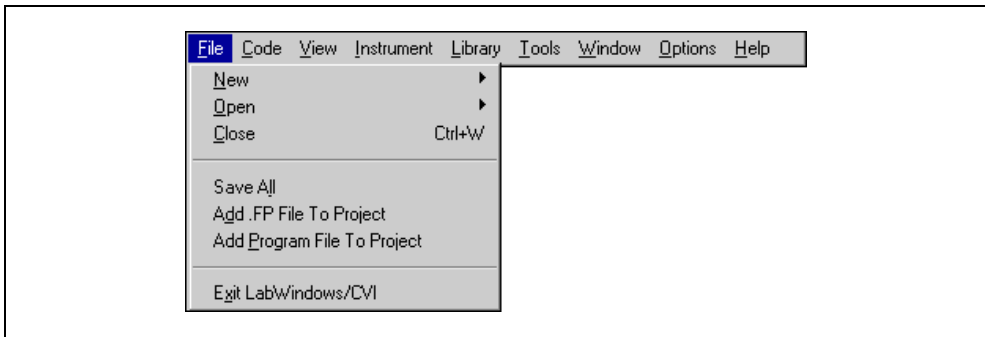 File Code View Instrument Library Tools Window Options Help
New
Open
Close Ctrl+W
Save All
Add .FP File To Project
Add Program File To Project
Exit LabWindows/CVI